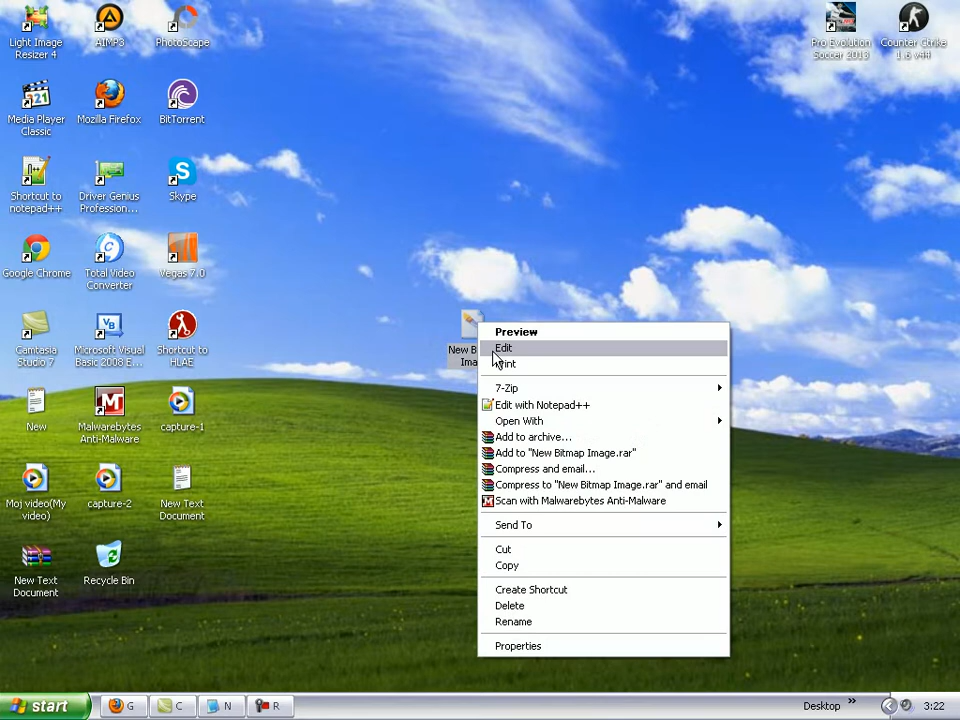 Light Image
Resizer 4
AIMP3
PhotoScape
Pro Evolution
Soccer 2013
Counter Strike
1.6 v44
Media Player
Classic
Mozilla Firefox
BitTorrent
Shortcut to
notepad++
Driver Genius
Profession...
Skype
Google Chrome
Total Video
Converter
Vegas 7.0
Camtasia
Studio 7
Microsoft Visual
Basic 2008 E...
Shortcut to
HLAE
New
Malwarebytes
Anti-Malware
capture-1
Moj video(My
video)
capture-2
New Text
Document
New Text
Document
Recycle Bin
New B
Ima
Preview
Edit
Print
7-Zip
Edit with Notepad++
Open With
Add to archive...
Add to "New Bitmap Image.rar"
Compress and email...
Compress to "New Bitmap Image.rar" and email
Scan with Malwarebytes Anti-Malware
Send To
Cut
Copy
Create Shortcut
Delete
Rename
Properties
start
G
C
N
R
Desktop
3:22